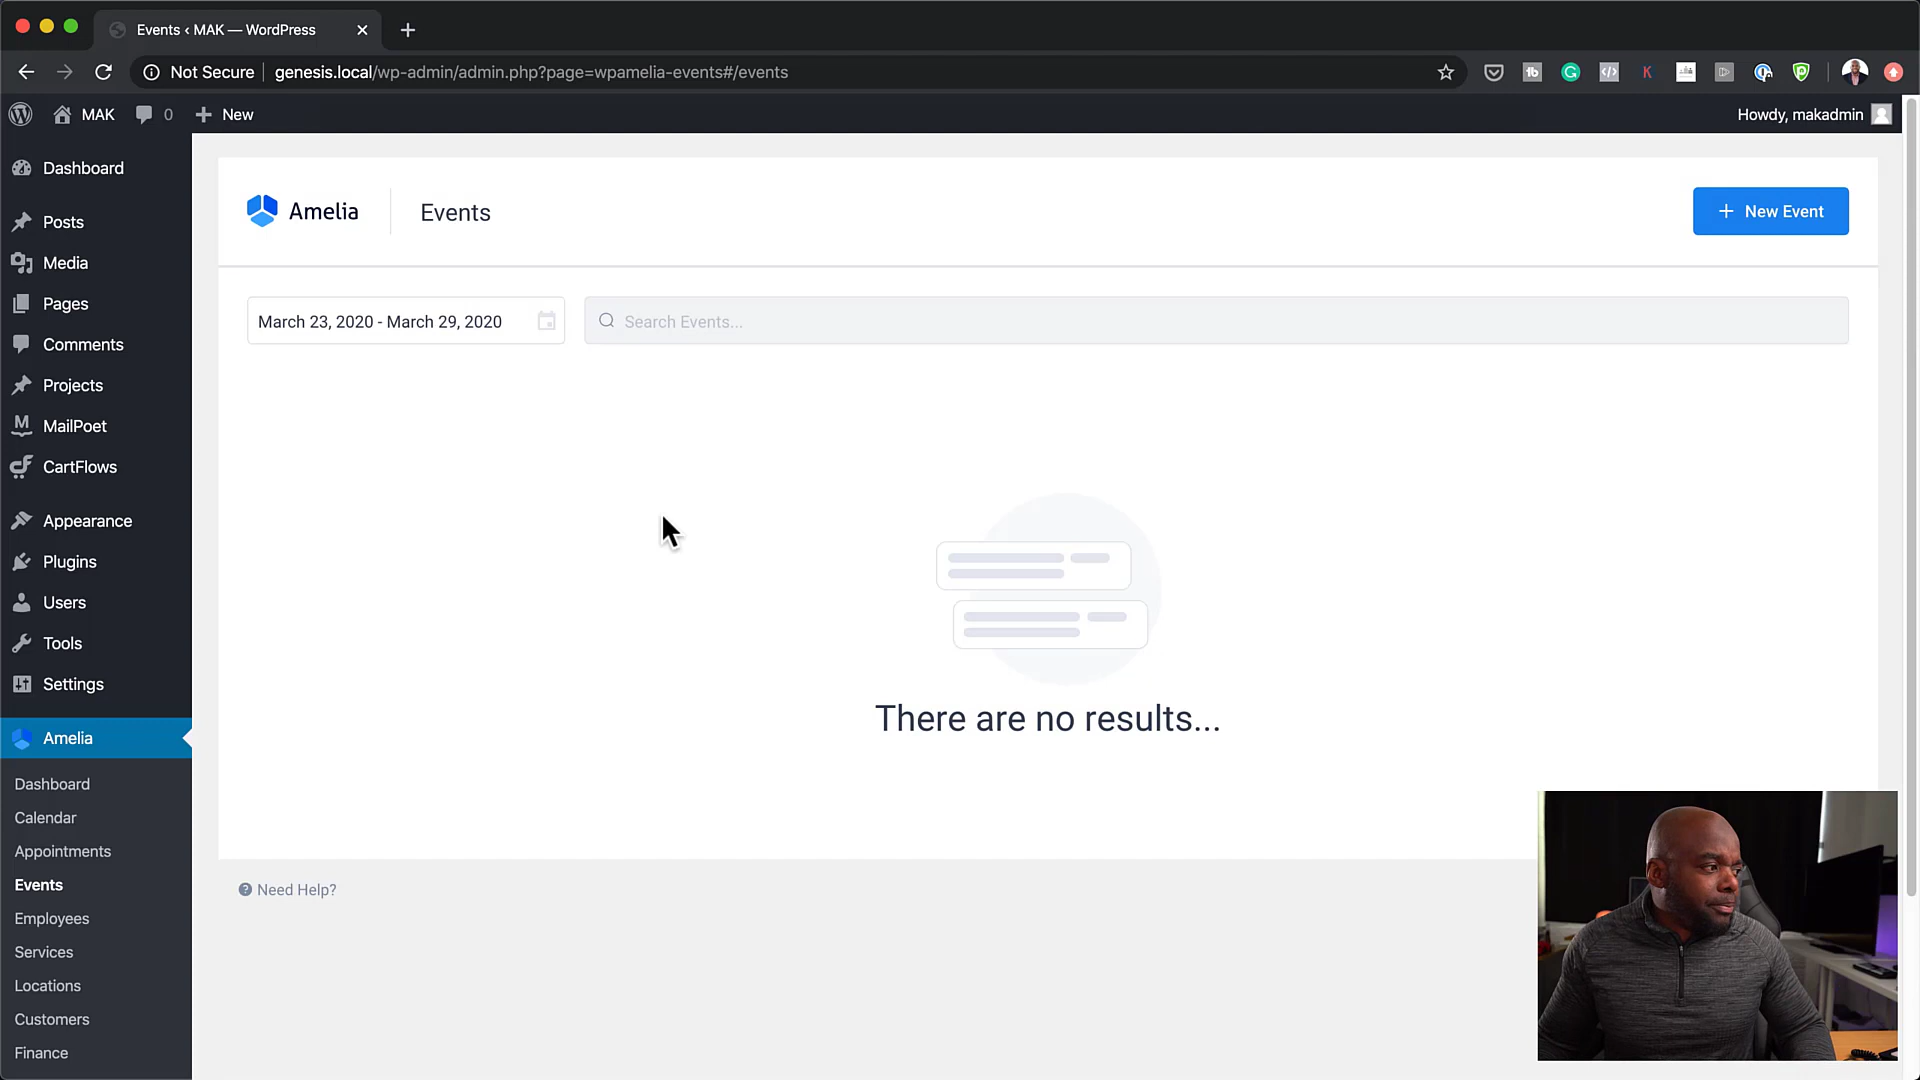 Events ‹ MAK — WordPress
Not Secure
genesis.local/wp-admin/admin.php?page=wpamelia-events#/events
MAK
0
New
Howdy, makadmin
Dashboard
Posts
Media
Pages
Comments
Projects
MailPoet
CartFlows
Appearance
Plugins
Users
Tools
Settings
Amelia
Dashboard
Calendar
Appointments
Events
Employees
Services
Locations
Customers
Finance
Amelia
Events
+ New Event
March 23, 2020 - March 29, 2020
Search Events...
There are no results...
Need Help?